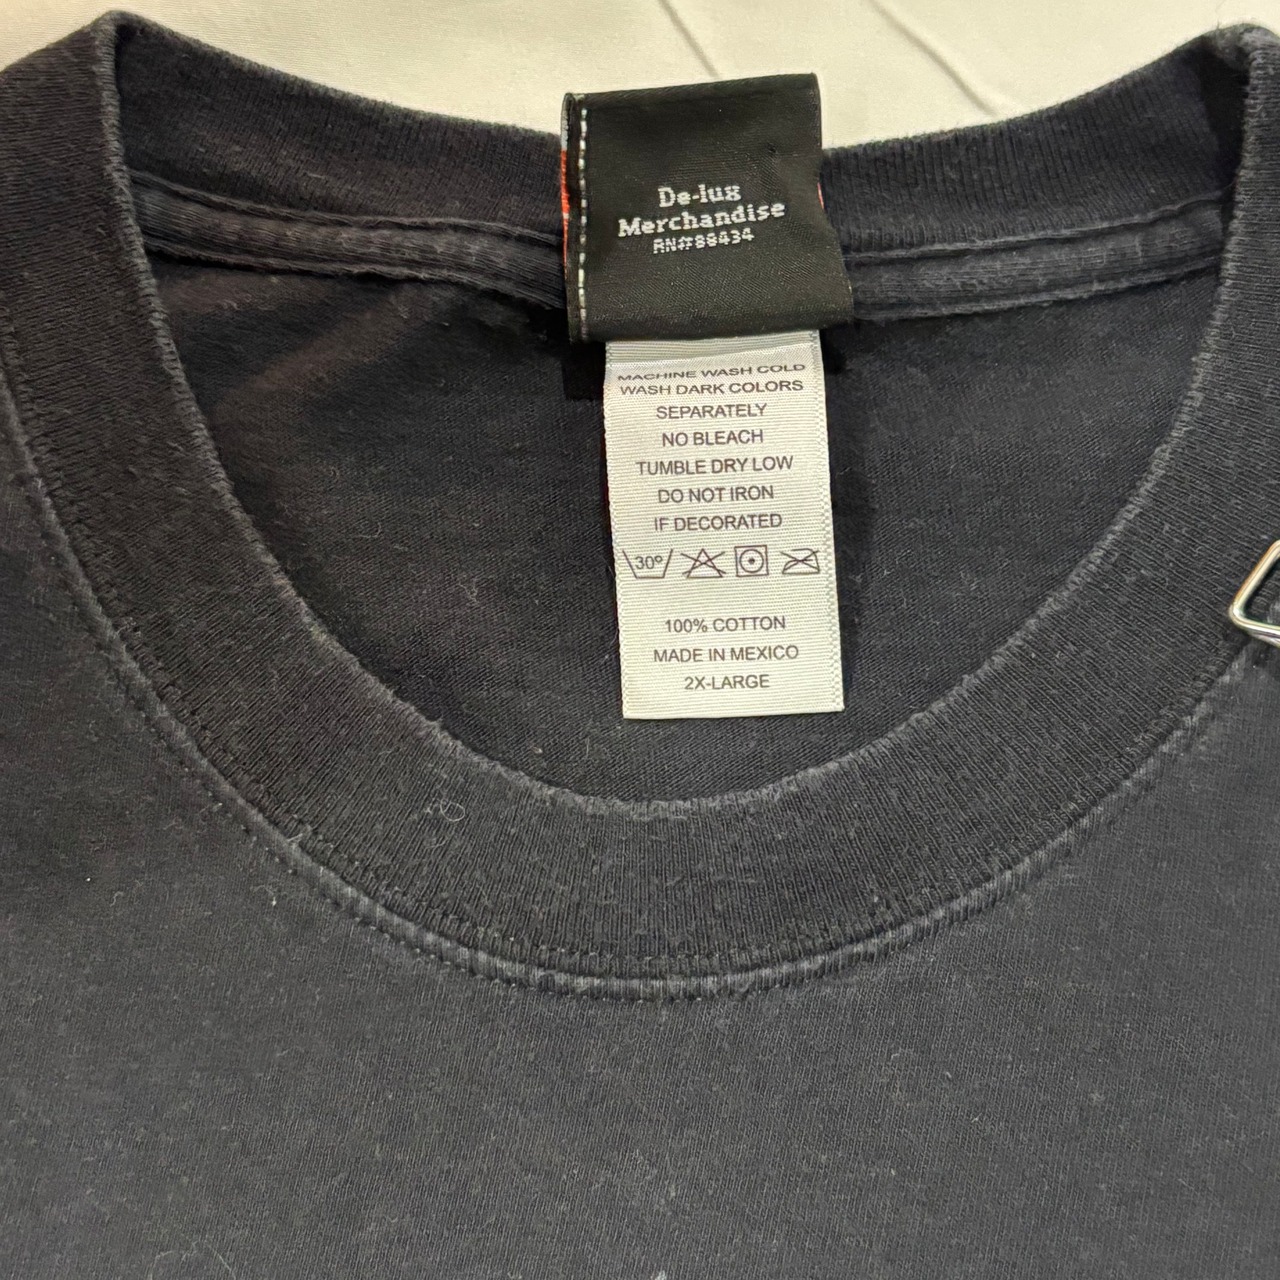 De-lux
Merchandise
RN#88434
MACHINE WASH COLD
WASH DARK COLORS
SEPARATELY
NO BLEACH
TUMBLE DRY LOW
DO NOT IRON
IF DECORATED
30º
100% COTTON
MADE IN MEXICO
2X-LARGE